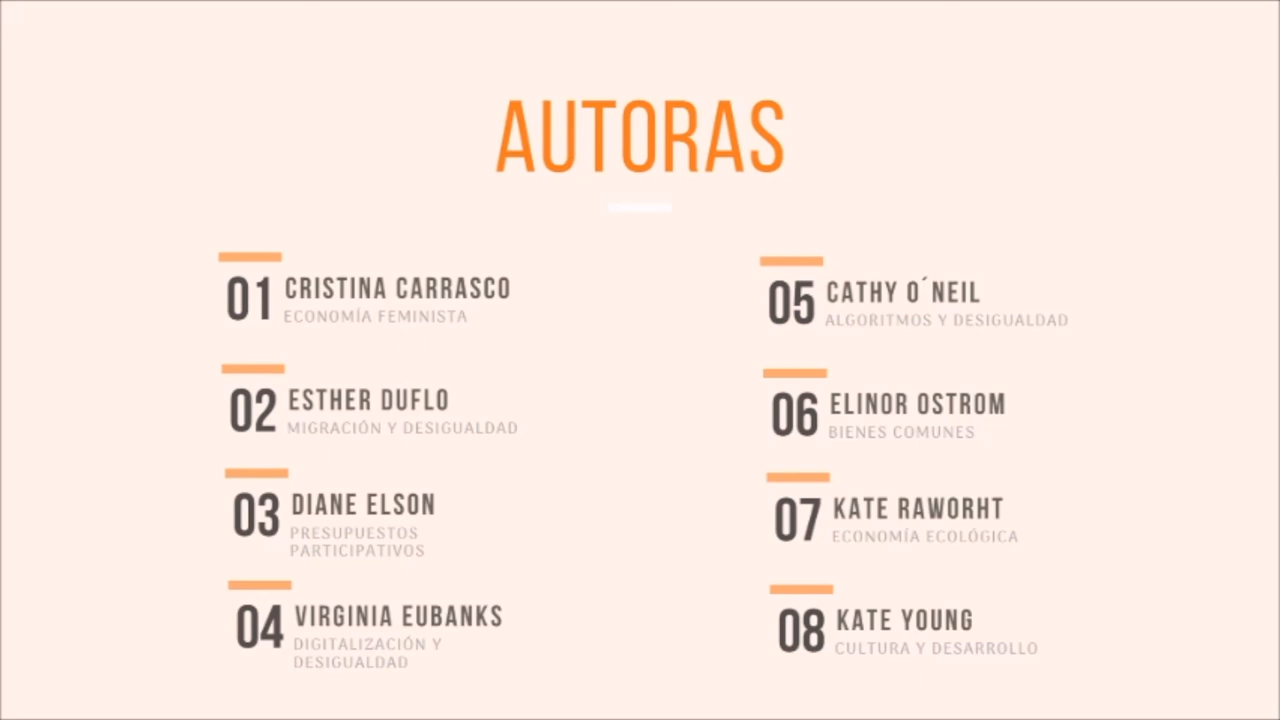 AUTORAS
01 CRISTINA CARRASCO
ECONOMÍA FEMINISTA
02 ESTHER DUFLO
MIGRACIÓN Y DESIGUALDAD
03 DIANE ELSON
PRESUPUESTOS
PARTICIPATIVOS
04 VIRGINIA EUBANKS
DIGITALIZACIÓN Y
DESIGUALDAD
05 CATHY O´NEIL
ALGORITMOS Y DESIGUALDAD
06 ELINOR OSTROM
BIENES COMUNES
07 KATE RAWORHT
ECONOMÍA ECOLÓGICA
08 KATE YOUNG
CULTURA Y DESARROLLO